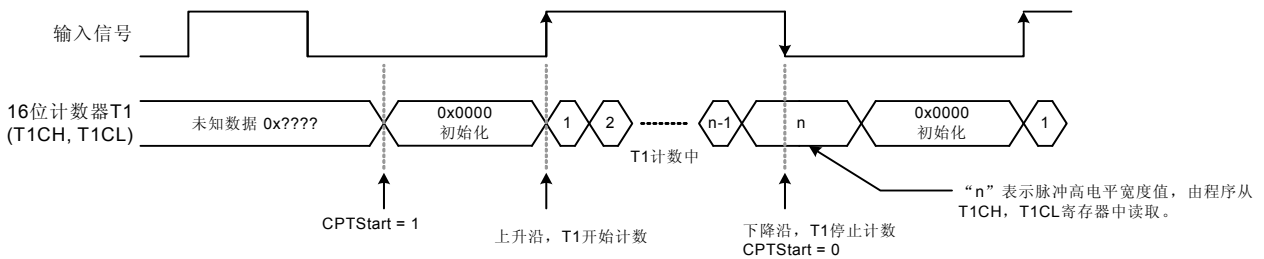 输入信号
16位计数器T1
(T1CH, T1CL)
未知数据 0x????
0x0000
初始化
1
2
n-1
n
0x0000
初始化
1
T1计数中
“n”表示脉冲高电平宽度值，由程序从
T1CH，T1CL寄存器中读取。
CPTStart = 1
上升沿，T1开始计数
下降沿，T1停止计数
CPTStart = 0